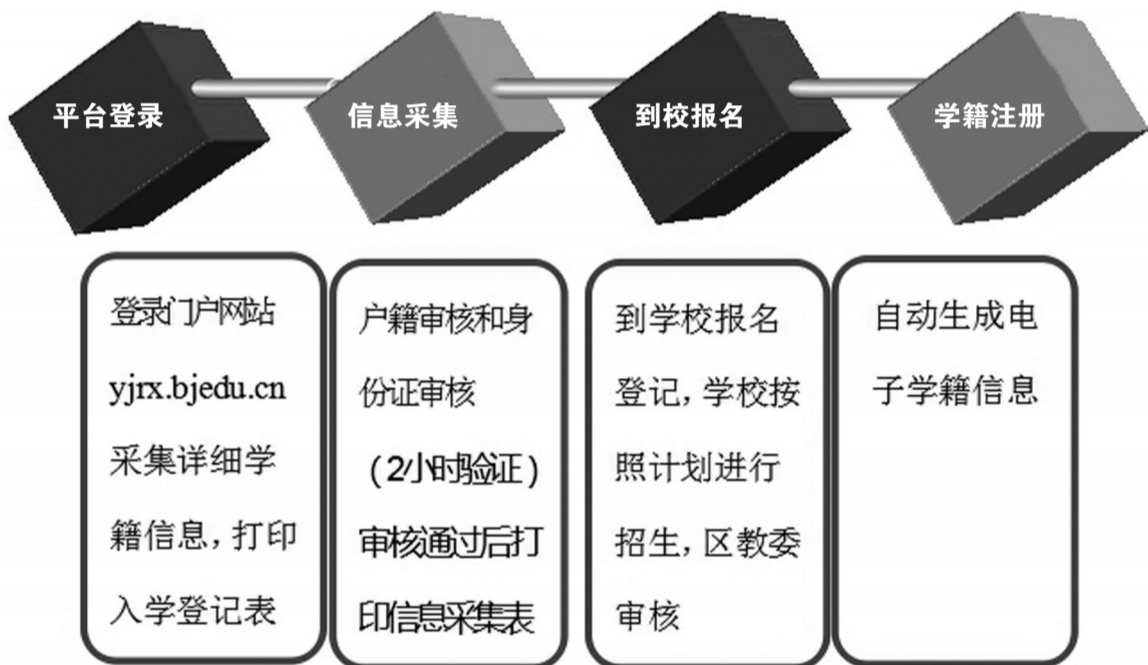 平台登录
信息采集
到校报名
学籍注册
登录门户网站
yjrx.bjedu.cn
采集详细学
籍信息，打印
入学登记表
户籍审核和身
份证审核
（2小时验证）
审核通过后打
印信息采集表
到学校报名
登记，学校按
照计划进行
招生，区教委
审核
自动生成电
子学籍信息